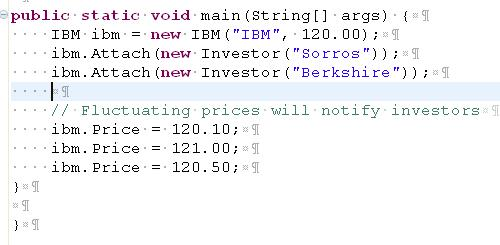 public static void main(String[] args) {
IBM ibm = new IBM("IBM", 120.00);
ibm.Attach(new Investor("Sorros"));
ibm.Attach(new Investor("Berkshire"));
// Fluctuating prices will notify investors
ibm.Price = 120.10;
ibm.Price = 121.00;
ibm.Price = 120.50;
}
}